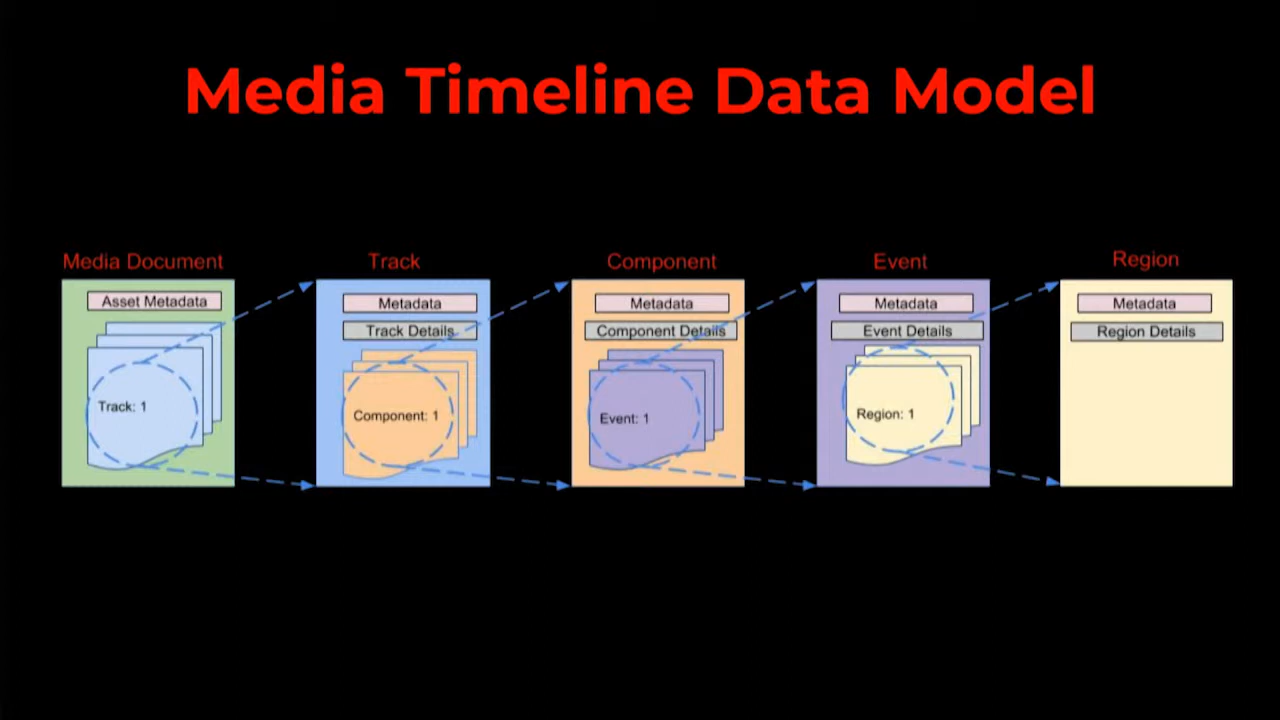 Media Timeline Data Model
Media Document
Asset Metadata
Track: 1
Track
Metadata
Track Details
Component: 1
Component
Metadata
Component Details
Event: 1
Event
Metadata
Event Details
Region: 1
Region
Metadata
Region Details